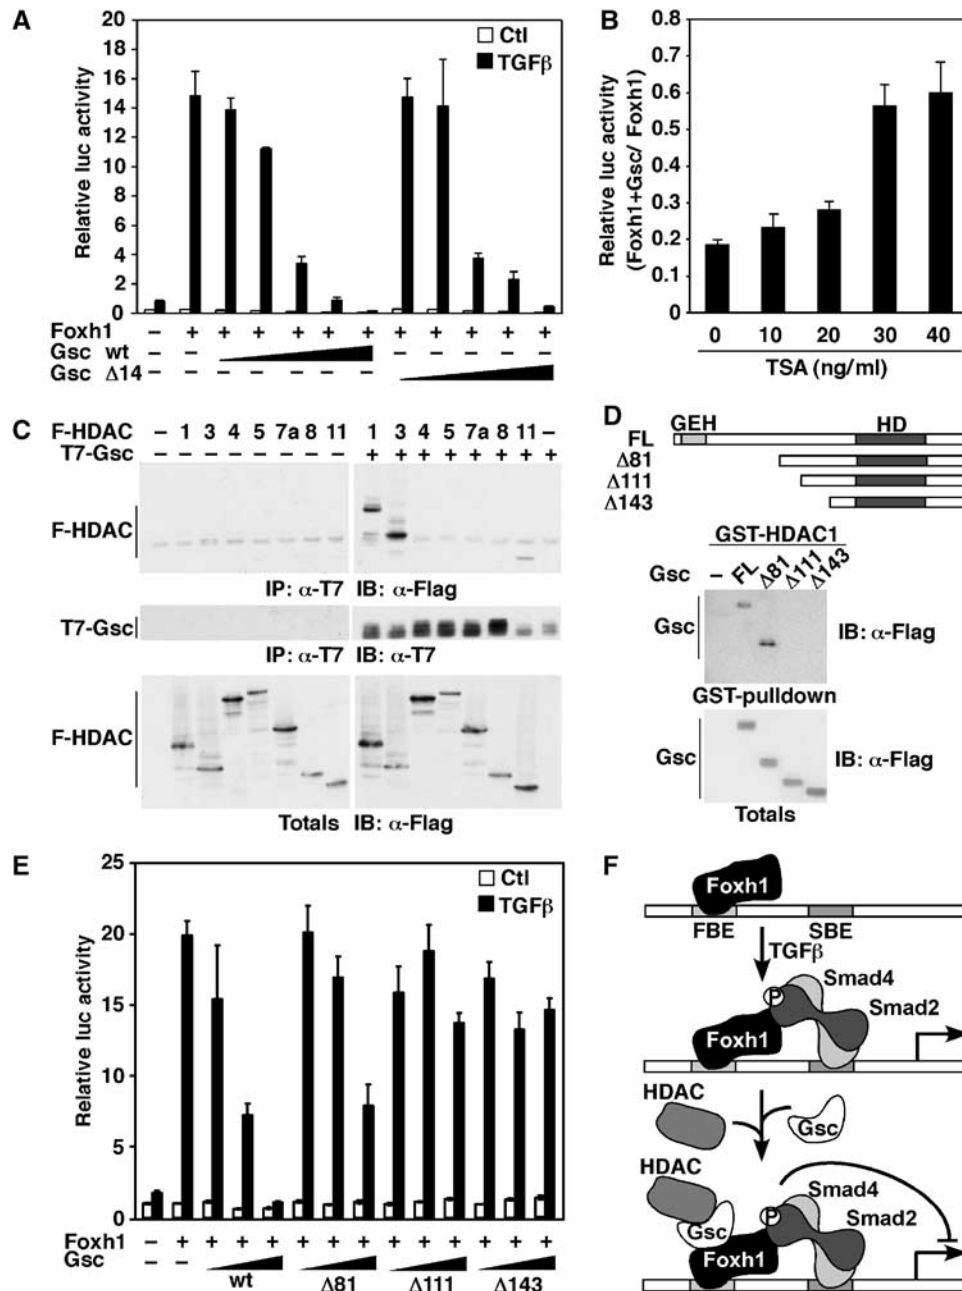 A
Relative luc activity
20
18
16
14
12
10
8
6
4
2
0
Ctl
TGFβ
Foxh1 – + + + + + + + + + + +
Gsc wt – – – – – – –
Gsc Δ14 – – – – – – –
B
Relative luc activity
(Foxh1+Gsc/ Foxh1)
0.8
0.7
0.6
0.5
0.4
0.3
0.2
0.1
0
0 10 20 30 40
TSA (ng/ml)
C
F-HDAC – 1 3 4 5 7a 8 11 1 3 4 5 7a 8 11 –
T7-Gsc – – – – – – – – + + + + + + + +
F-HDAC
IP: α-T7 IB: α-Flag
T7-Gsc
IP: α-T7 IB: α-T7
F-HDAC
Totals IB: α-Flag
D
GEH HD
FL
Δ81
Δ111
Δ143
GST-HDAC1
Gsc – FL Δ81 Δ111 Δ143
Gsc
IB: α-Flag
GST-pulldown
Gsc
IB: α-Flag
Totals
E
Relative luc activity
25
20
15
10
5
0
Ctl
TGFβ
Foxh1 – + + + + + + + + + + + + +
Gsc – –
wt Δ81 Δ111 Δ143
F
Foxh1
FBE SBE
TGFβ
Smad4
P
Smad2
Foxh1
HDAC
Gsc
HDAC
Smad4
P
Smad2
Gsc
Foxh1